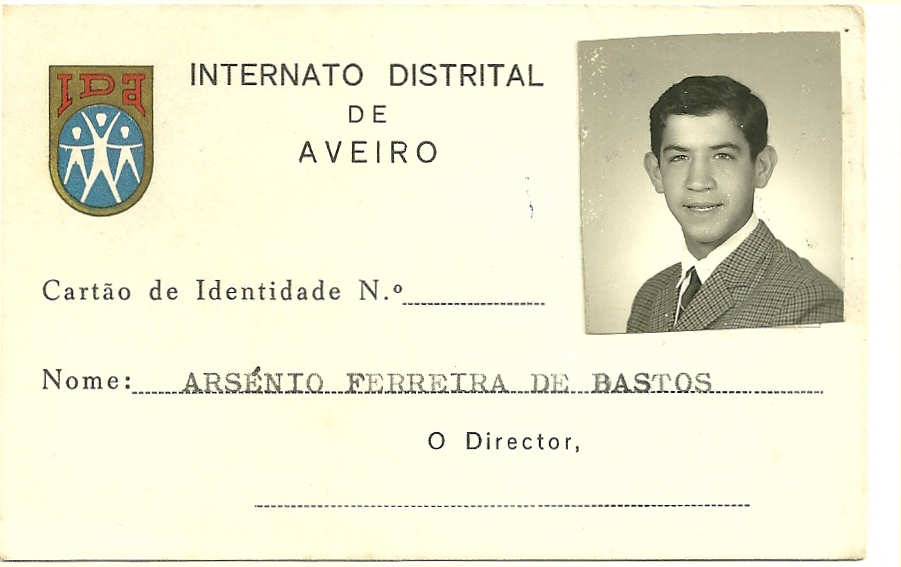 IDA
INTERNATO DISTRITAL
DE
AVEIRO
Cartão de Identidade N.º
Nome: ARSÉNIO FERREIRA DE BASTOS
O Director,